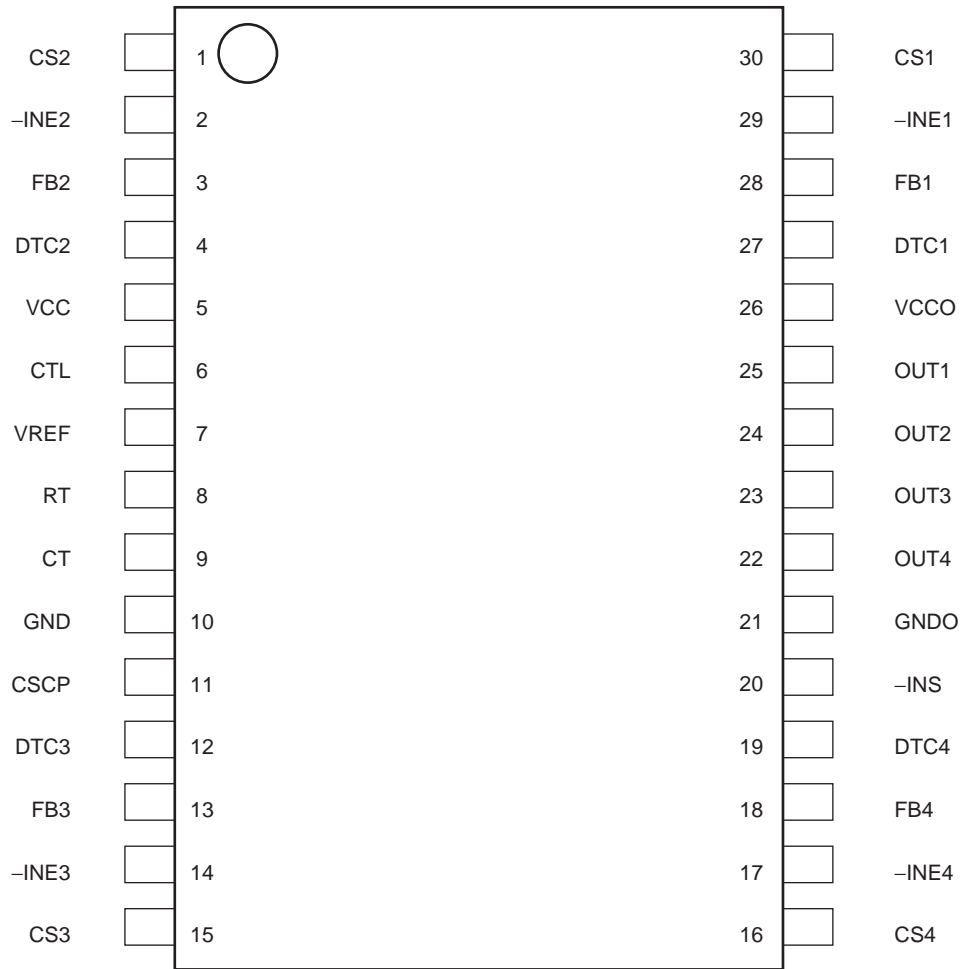 CS2 1 30 CS1
–INE2 2 29 –INE1
FB2 3 28 FB1
DTC2 4 27 DTC1
VCC 5 26 VCCO
CTL 6 25 OUT1
VREF 7 24 OUT2
RT 8 23 OUT3
CT 9 22 OUT4
GND 10 21 GNDO
CSCP 11 20 –INS
DTC3 12 19 DTC4
FB3 13 18 FB4
–INE3 14 17 –INE4
CS3 15 16 CS4